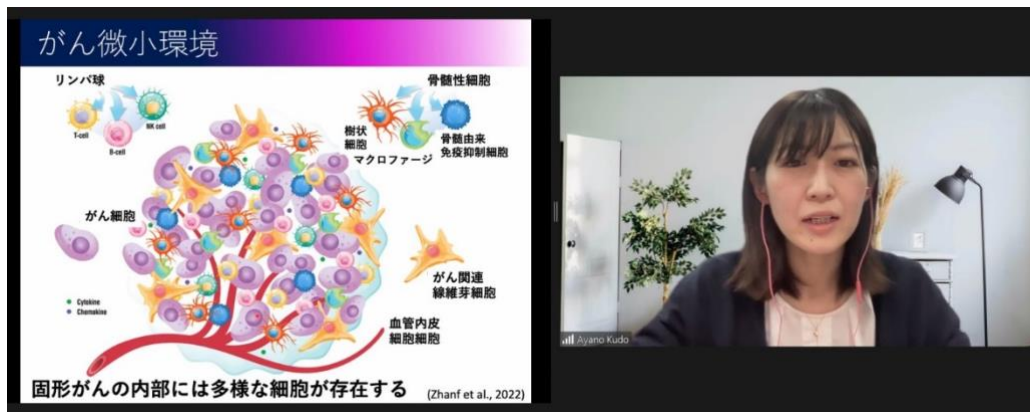 がん微小環境
リンパ球
T-cell
NK cell
B-cell
骨髄性細胞
樹状
細胞
マクロファージ
骨髄由来
免疫抑制細胞
がん細胞
がん関連
線維芽細胞
Cytokine
Chemokine
血管内皮
細胞細胞
固形がんの内部には多様な細胞が存在する
(Zhanf et al., 2022)
Ayano Kudo